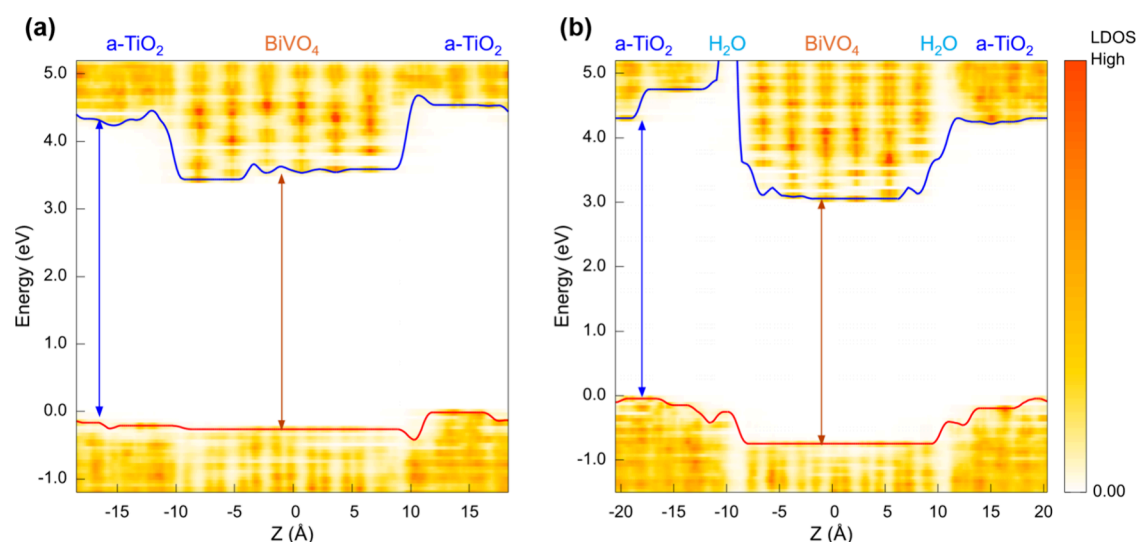 (a)
a-TiO₂ BiVO₄ a-TiO₂
5.0
4.0
3.0
2.0
1.0
0.0
-1.0
Energy (eV)
-15 -10 -5 0 5 10 15
Z (Å)
(b)
a-TiO₂ H₂O BiVO₄ H₂O a-TiO₂
5.0
4.0
3.0
2.0
1.0
0.0
-1.0
Energy (eV)
-20 -15 -10 -5 0 5 10 15 20
Z (Å)
LDOS
High
0.00